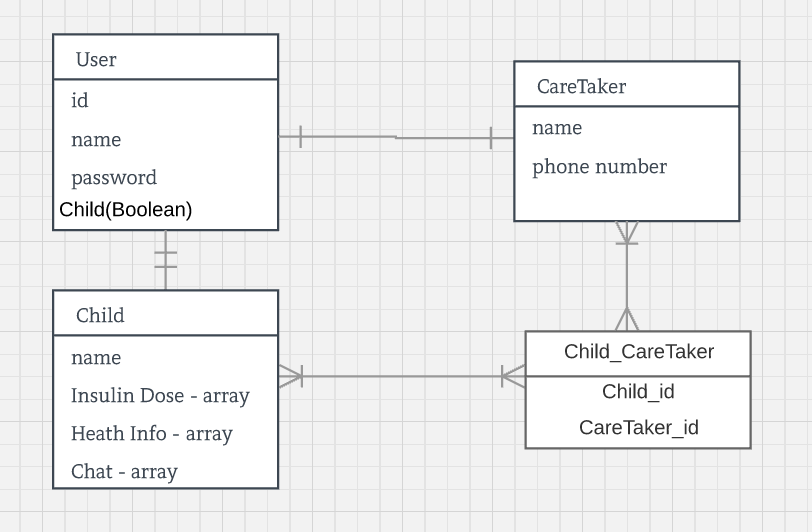 User
id
name
password
Child(Boolean)
CareTaker
name
phone number
Child
name
Insulin Dose - array
Heath Info - array
Chat - array
Child_CareTaker
Child_id
CareTaker_id